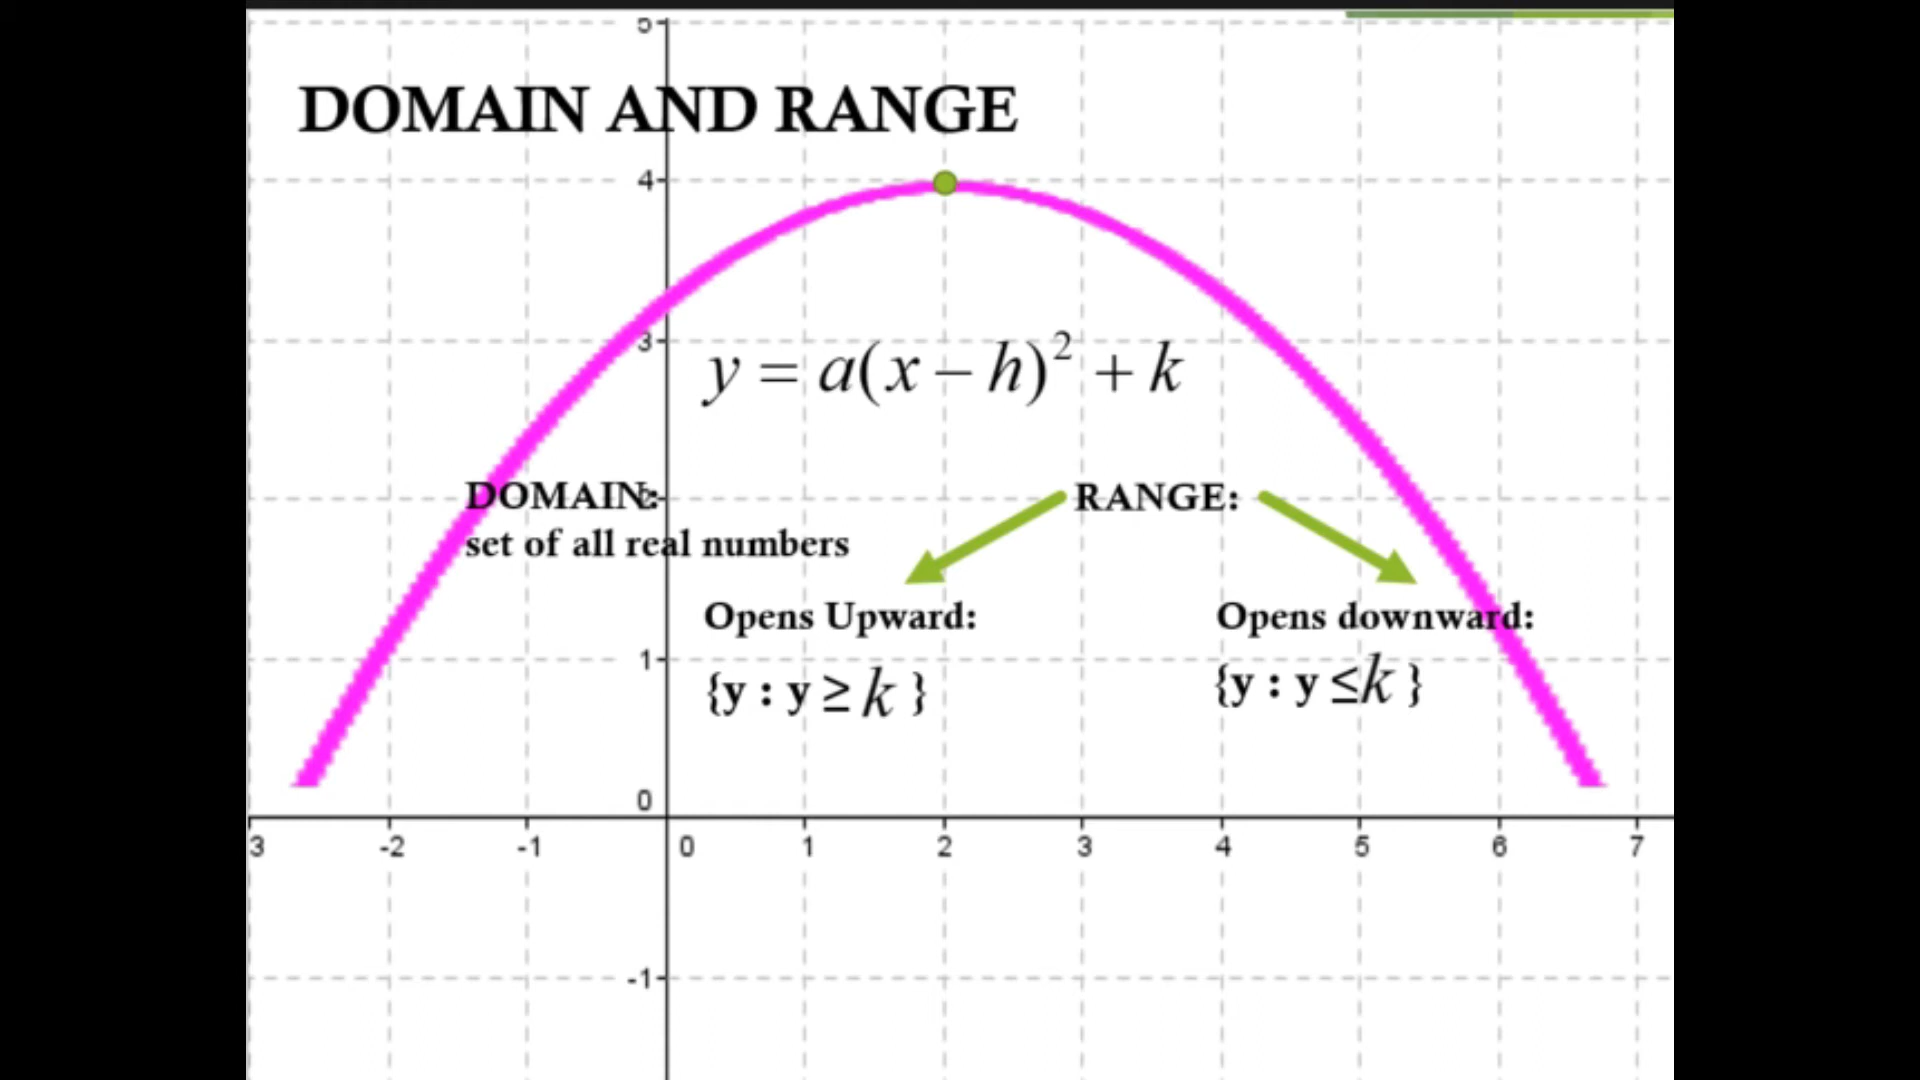 5
DOMAIN AND RANGE
4
3
y = a(x − h)² + k
DOMAIN:
set of all real numbers
RANGE:
Opens Upward:
{y : y ≥ k }
Opens downward:
{y : y ≤k }
1
0
3 -2 -1 0 1 2 3 4 5 6 7
-1